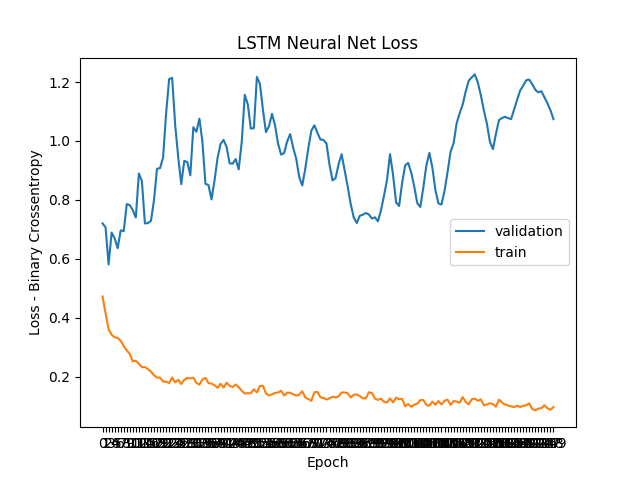 LSTM Neural Net Loss
Loss - Binary Crossentropy
1.2
1.0
0.8
0.6
0.4
0.2
validation
train
Epoch